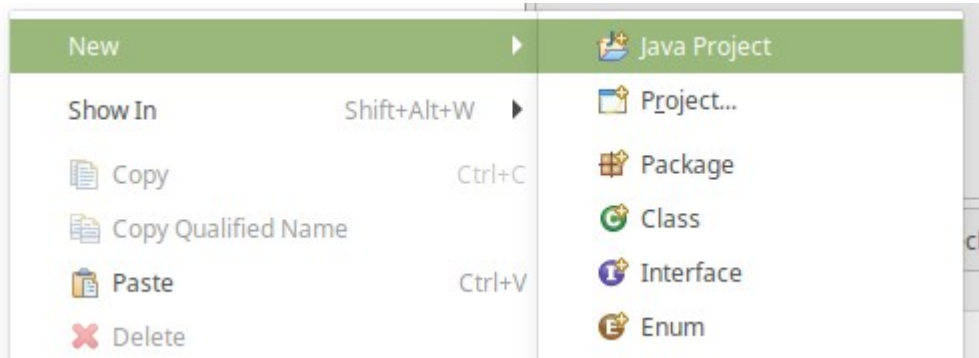 New
Show In Shift+Alt+W
Copy Ctrl+C
Copy Qualified Name
Paste Ctrl+V
Delete
Java Project
Project...
Package
Class
Interface
Enum